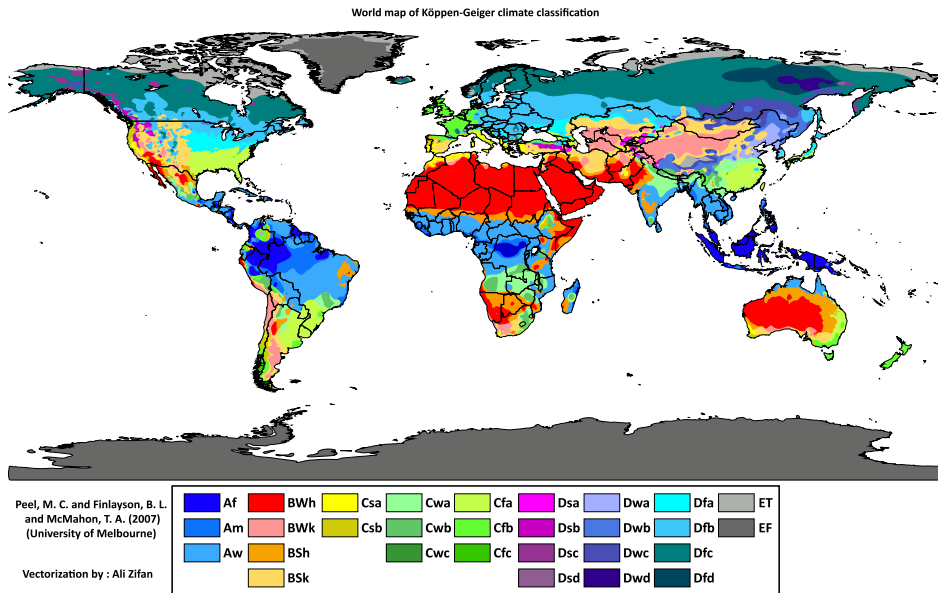 World map of Köppen-Geiger climate classification
Peel, M. C. and Finlayson, B. L.
and McMahon, T. A. (2007)
(University of Melbourne)
Vectorization by : Ali Zifan
Af BWh Csa Cwa Cfa Dsa Dwa Dfa ET
Am BWk Csb Cwb Cfb Dsb Dwb Dfb EF
Aw BSh Cwc Cfc Dsc Dwc Dfc
BSk Dsd Dwd Dfd